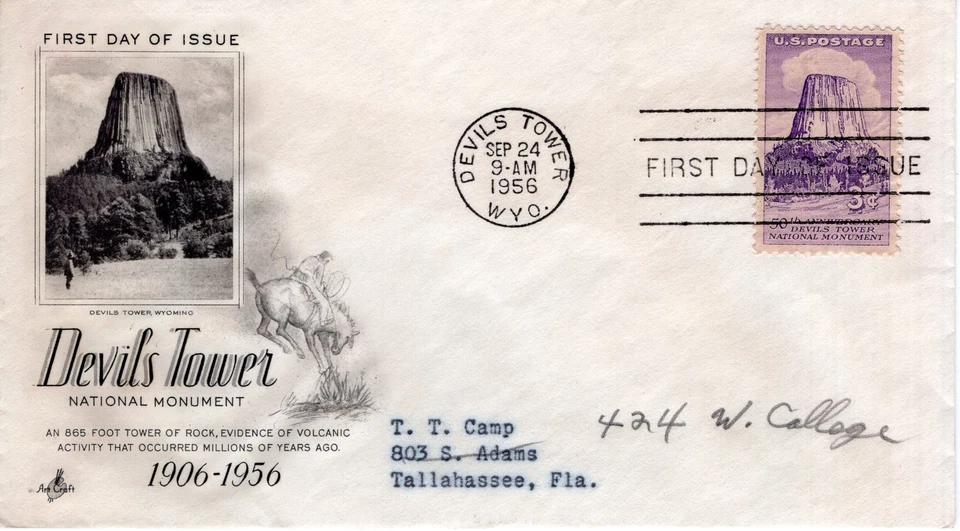 FIRST DAY OF ISSUE
DEVILS TOWER, WYOMING
Devils Tower
NATIONAL MONUMENT
AN 865 FOOT TOWER OF ROCK, EVIDENCE OF VOLCANIC
ACTIVITY THAT OCCURRED MILLIONS OF YEARS AGO.
1906-1956
Art Craft
DEVILS TOWER
SEP 24
9-AM
1956
WYO.
U.S. POSTAGE
FIRST DAY OF ISSUE
3¢
50th ANNIVERSARY
DEVILS TOWER
NATIONAL MONUMENT
T. T. Camp
803 S. Adams
Tallahassee, Fla.
424 W. College